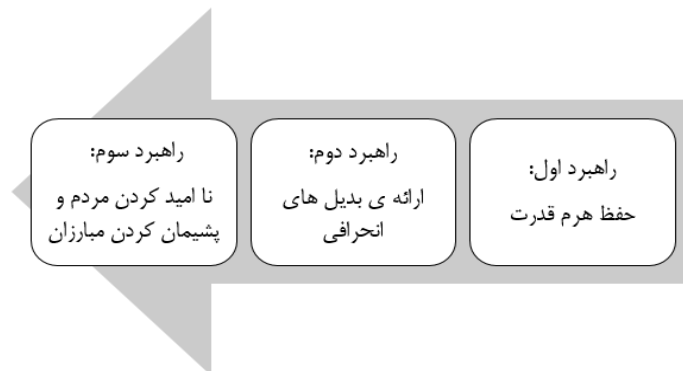 راهبرد اول:
حفظ هرم قدرت
راهبرد دوم:
ارائه ی بدیل های
انحرافی
راهبرد سوم:
نا امید کردن مردم و
پشیمان کردن مبارزان